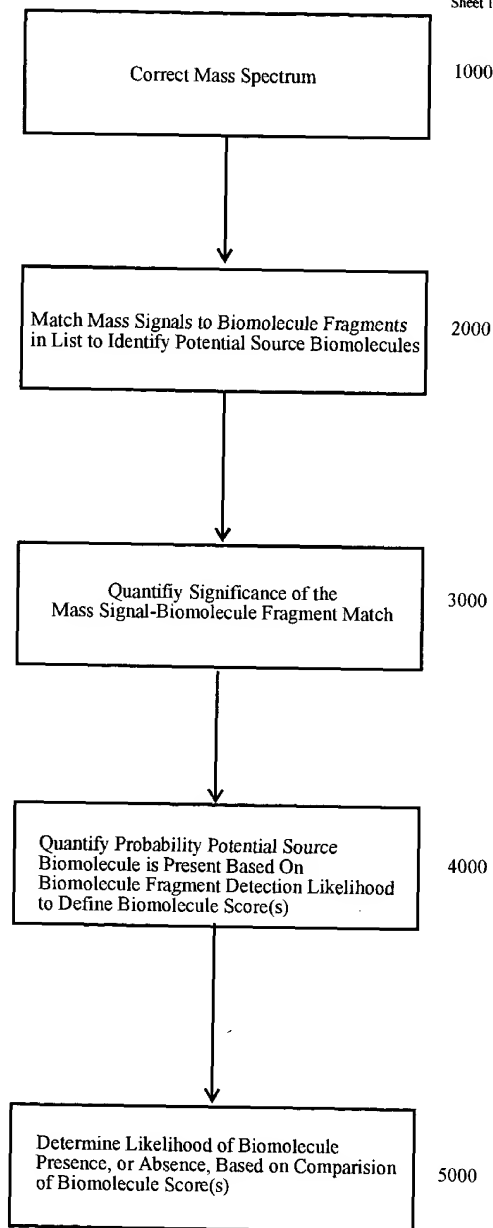 Sheet 1
Correct Mass Spectrum
1000
Match Mass Signals to Biomolecule Fragments
in List to Identify Potential Source Biomolecules
2000
Quantifiy Significance of the
Mass Signal-Biomolecule Fragment Match
3000
Quantify Probability Potential Source
Biomolecule is Present Based On
Biomolecule Fragment Detection Likelihood
to Define Biomolecule Score(s)
4000
Determine Likelihood of Biomolecule
Presence, or Absence, Based on Comparision
of Biomolecule Score(s)
5000